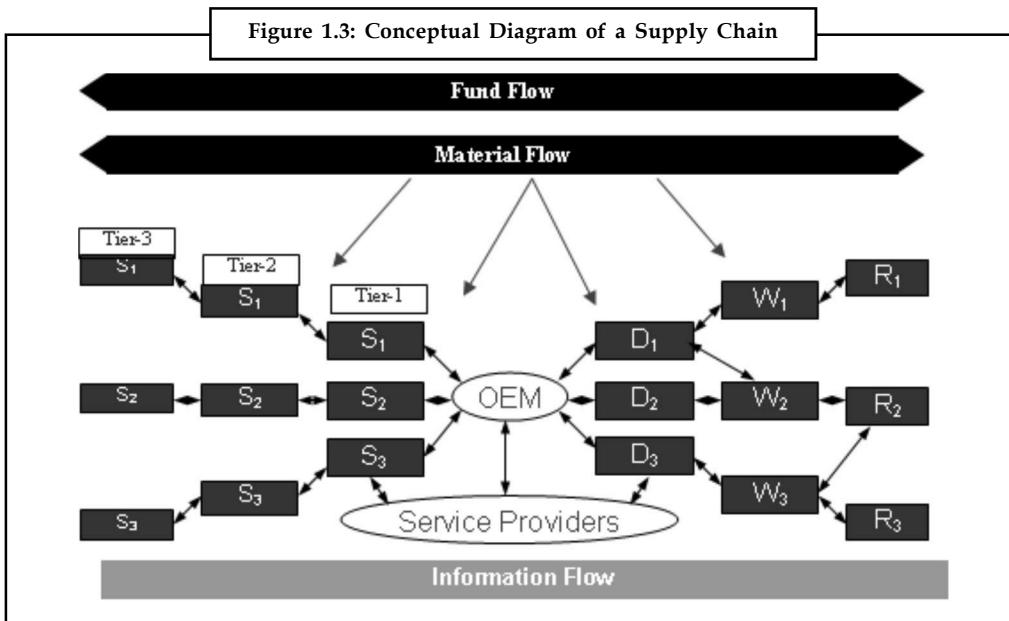 Figure 1.3: Conceptual Diagram of a Supply Chain
Fund Flow
Material Flow
Tier-3
S1
Tier-2
S1
Tier-1
S1
D1
W1
R1
S2
S2
S2
OEM
D2
W2
R2
S3
S3
S3
D3
W3
R3
Service Providers
Information Flow